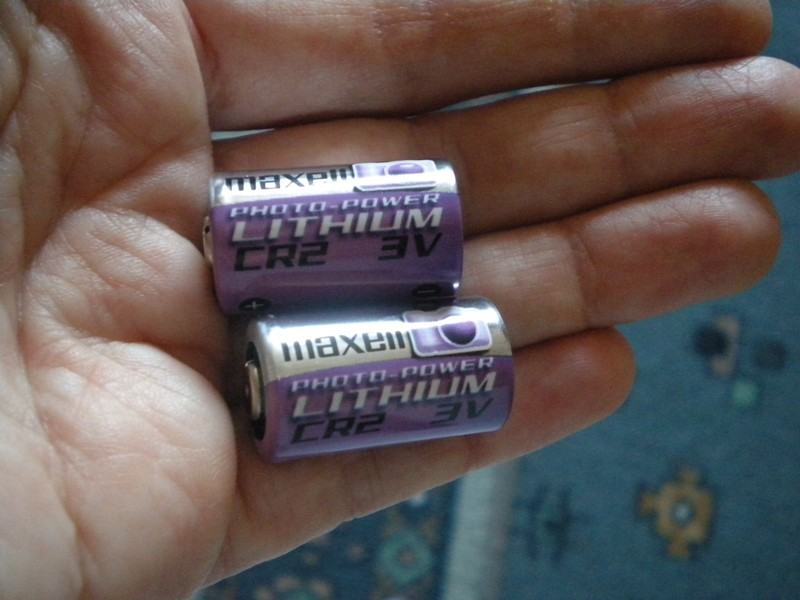 maxell
PHOTO-POWER
LITHIUM
CR2 3V
+ −
maxell
PHOTO-POWER
LITHIUM
CR2 3V